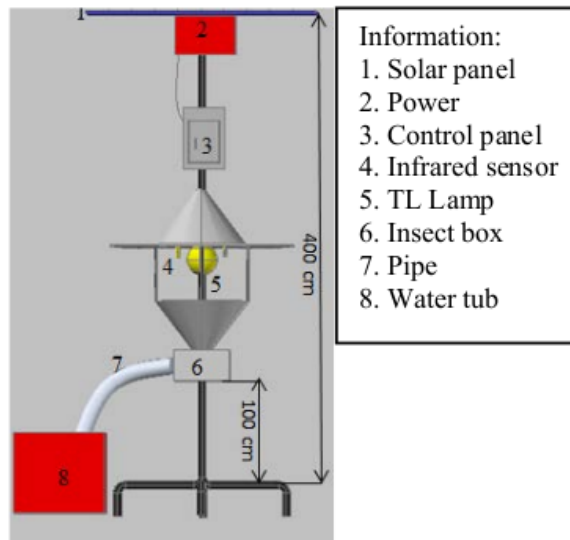 1
2
3
4
5
400 cm
6
7
100 cm
8
Information:
1. Solar panel
2. Power
3. Control panel
4. Infrared sensor
5. TL Lamp
6. Insect box
7. Pipe
8. Water tub